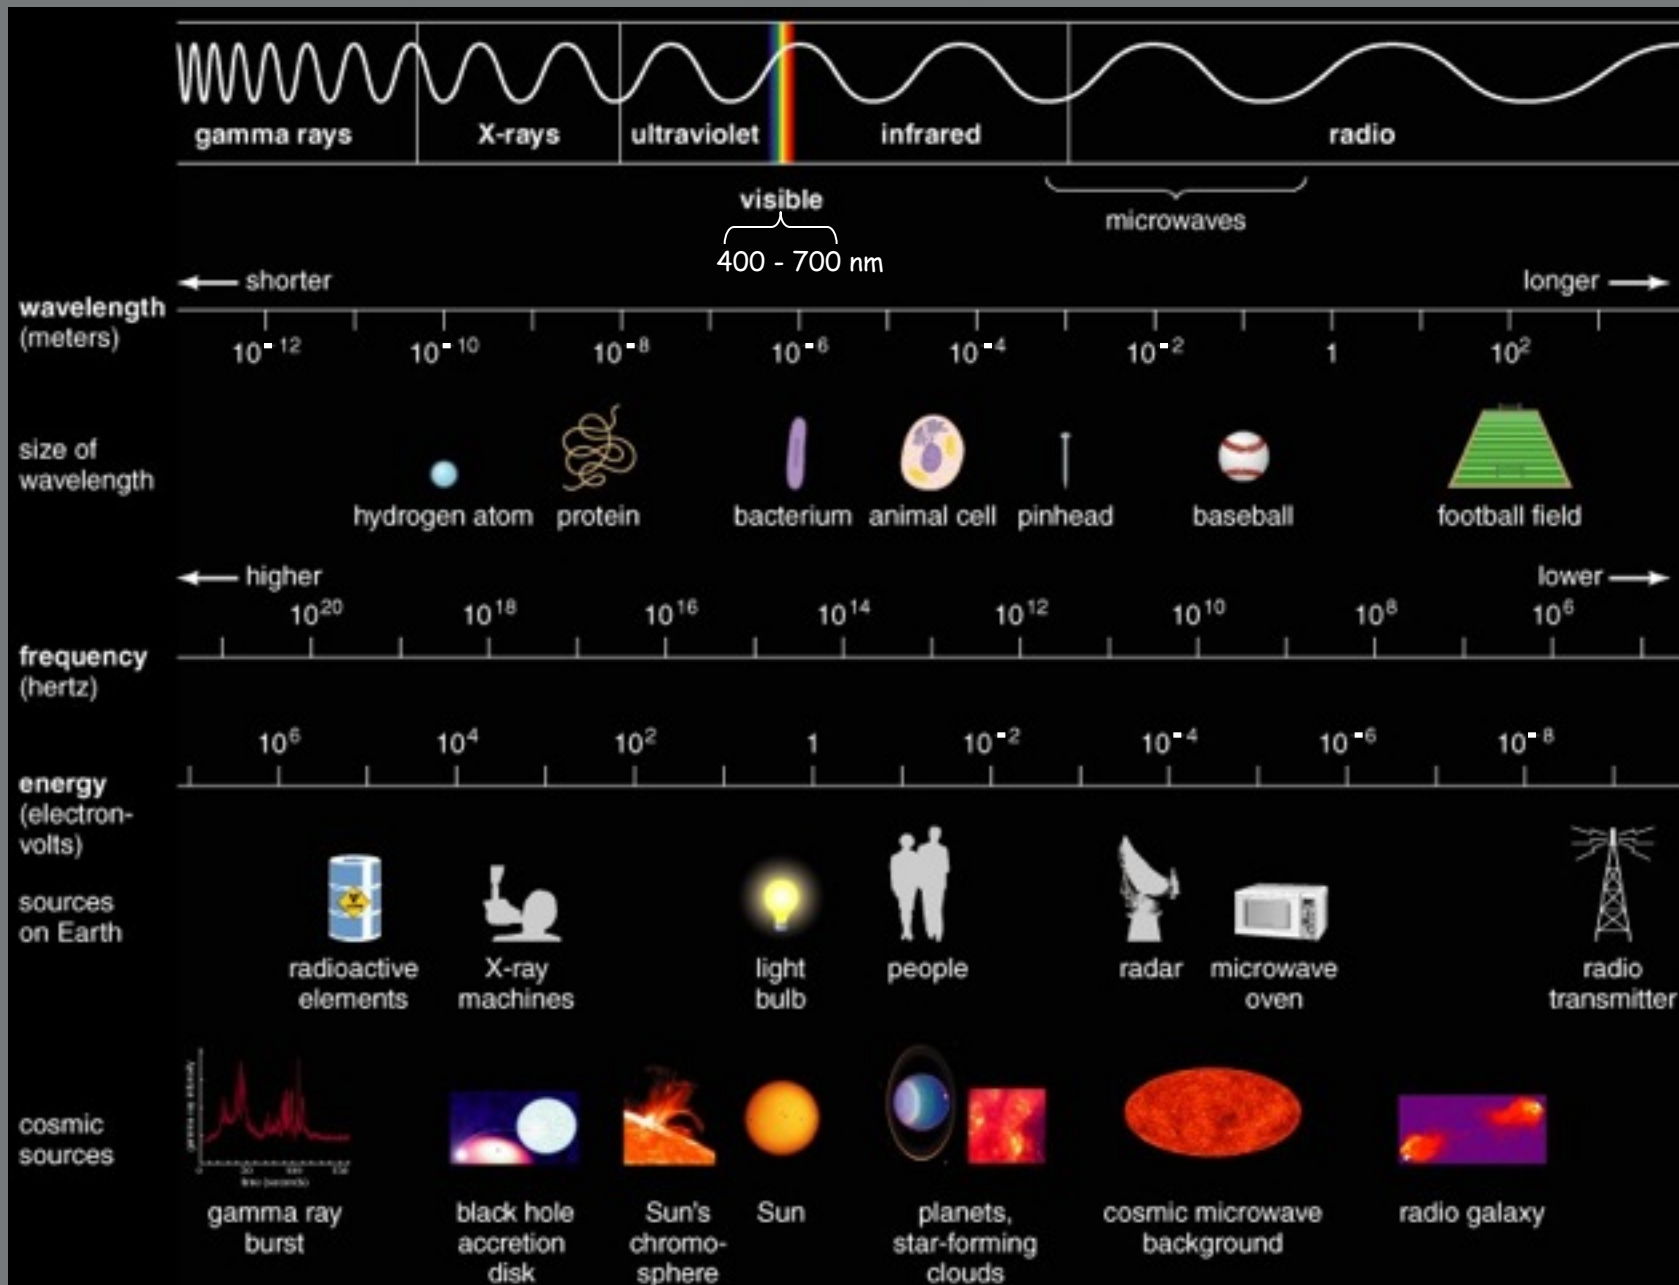 gamma rays X-rays ultraviolet infrared radio
visible
microwaves
400 - 700 nm
shorter longer
wavelength
(meters)
10-12 10-10 10-8 10-6 10-4 10-2 1 10²
size of
wavelength
hydrogen atom protein bacterium animal cell pinhead baseball football field
higher lower
10²⁰ 10¹⁸ 10¹⁶ 10¹⁴ 10¹² 10¹⁰ 10⁸ 10⁶
frequency
(hertz)
10⁶ 10⁴ 10² 1 10-2 10-4 10-6 10-8
energy
(electron-
volts)
sources
on Earth
radioactive
elements
X-ray
machines
light
bulb
people
radar
microwave
oven
radio
transmitter
cosmic
sources
gamma ray
burst
black hole
accretion
disk
Sun's
chromo-
sphere
Sun
planets,
star-forming
clouds
cosmic microwave
background
radio galaxy